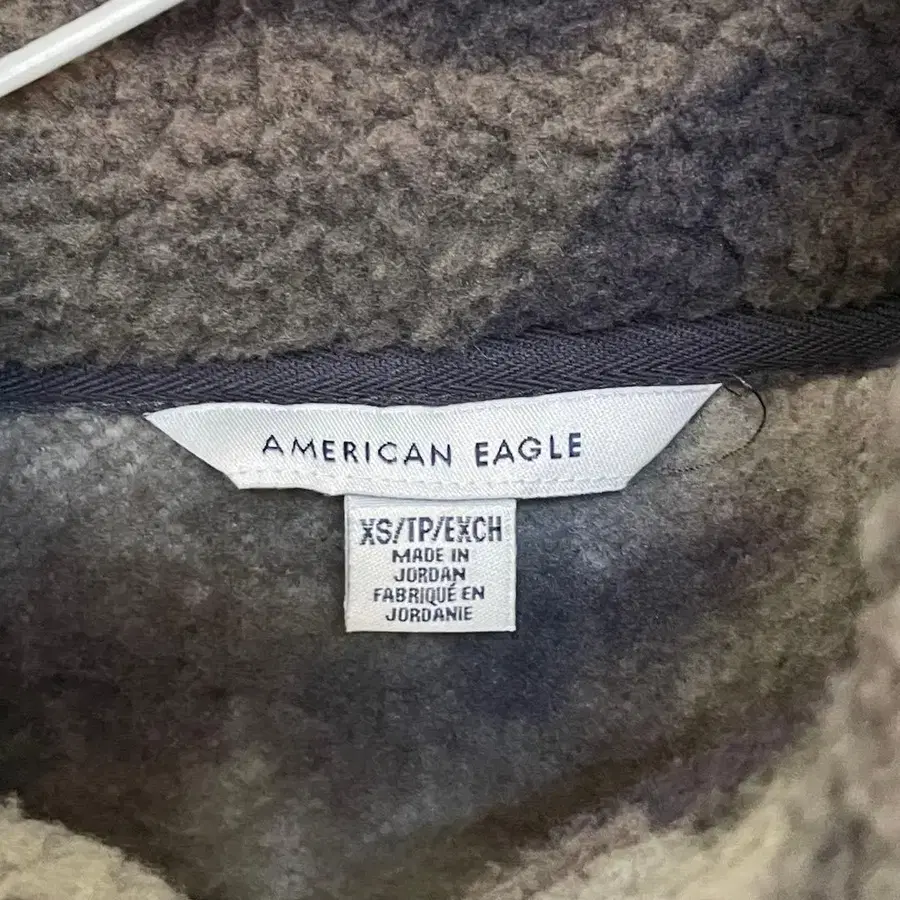 AMERICAN EAGLE
XS/TP/EXCH
MADE IN
JORDAN
FABRIQUÉ EN
JORDANIE